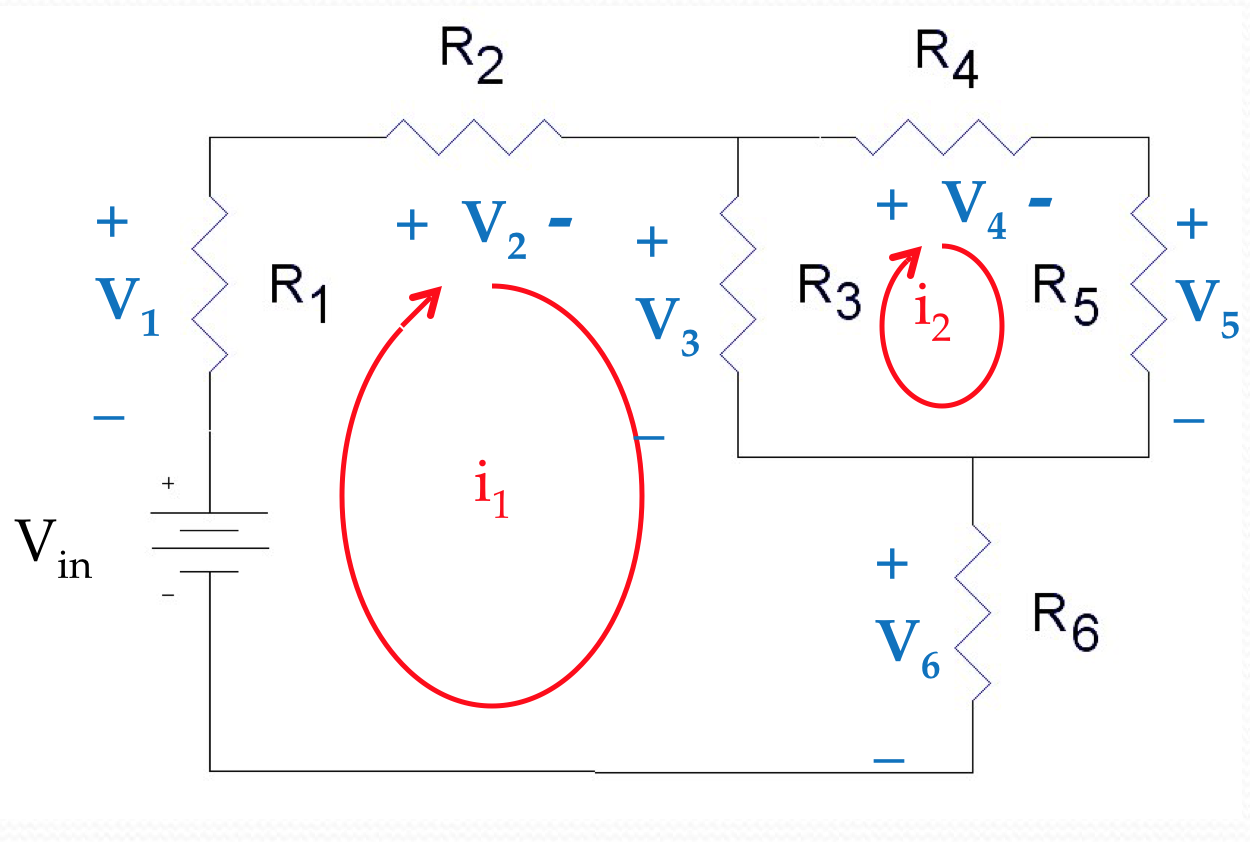 R2
R4
+ V1 –
R1
+ V2 -
+ V3 –
R3
+ V4 -
i2
R5
+ V5 –
i1
+
Vin
–
+ V6 –
R6